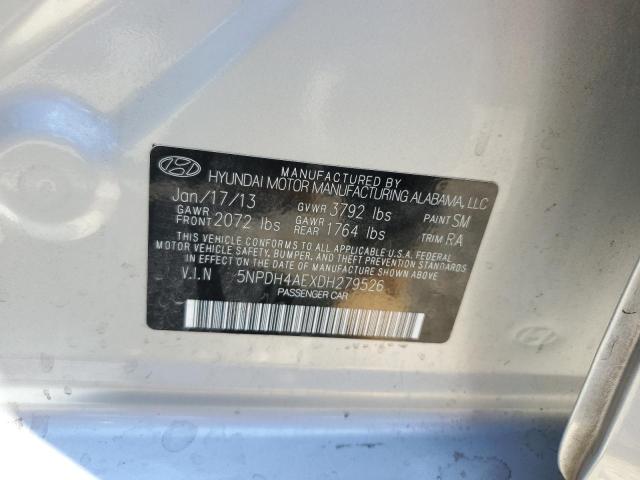 MANUFACTURED BY
HYUNDAI MOTOR MANUFACTURING ALABAMA, LLC
Jan/17/13 GVWR 3792 lbs PAINT SM
GAWR FRONT 2072 lbs GAWR REAR 1764 lbs TRIM RA
THIS VEHICLE CONFORMS TO ALL APPLICABLE U.S.A. FEDERAL
MOTOR VEHICLE SAFETY, BUMPER, AND THEFT PREVENTION STANDARDS
IN EFFECT ON THE DATE OF MANUFACTURE SHOWN ABOVE.
V.I.N 5NPDH4AEXDH279526
PASSENGER CAR